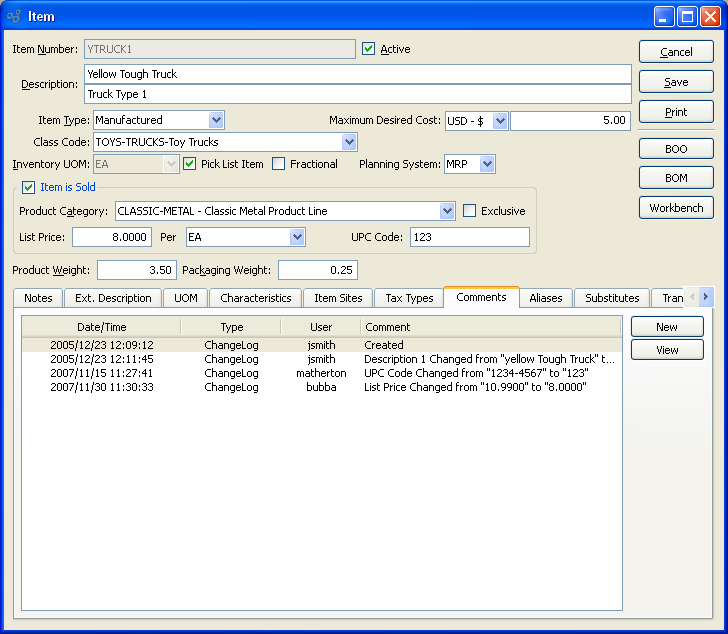 Item
Item Number: YTRUCK1 Active Cancel
Description: Yellow Tough Truck Save
Truck Type 1
Item Type: Manufactured Maximum Desired Cost: USD - $ 5.00 Print
Class Code: TOYS-TRUCKS-Toy Trucks BOO
Inventory UOM: EA Pick List Item Fractional Planning System: MRP BOM
Item is Sold
Product Category: CLASSIC-METAL - Classic Metal Product Line Exclusive Workbench
List Price: 8.0000 Per EA UPC Code: 123
Product Weight: 3.50 Packaging Weight: 0.25
Notes Ext. Description UOM Characteristics Item Sites Tax Types Comments Aliases Substitutes Tran
Date/Time Type User Comment New
2005/12/23 12:09:12 ChangeLog jsmith Created View
2005/12/23 12:11:45 ChangeLog jsmith Description 1 Changed from "yellow Tough Truck" t...
2007/11/15 11:27:41 ChangeLog matherton UPC Code Changed from "1234-4567" to "123"
2007/11/30 11:30:33 ChangeLog bubba List Price Changed from "10.9900" to "8.0000"